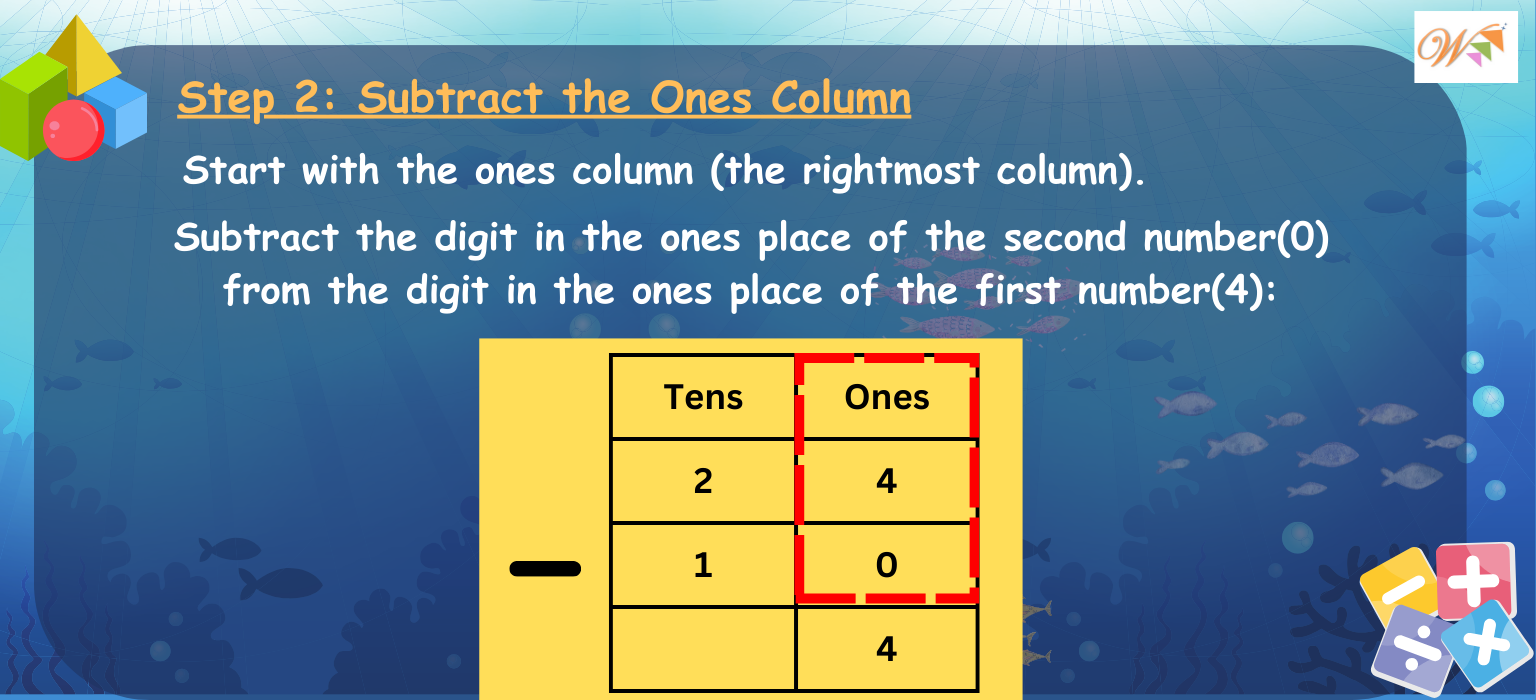 W
Step 2: Subtract the Ones Column
Start with the ones column (the rightmost column).
Subtract the digit in the ones place of the second number(0)
from the digit in the ones place of the first number(4):
Tens Ones
2 4
− 1 0
4